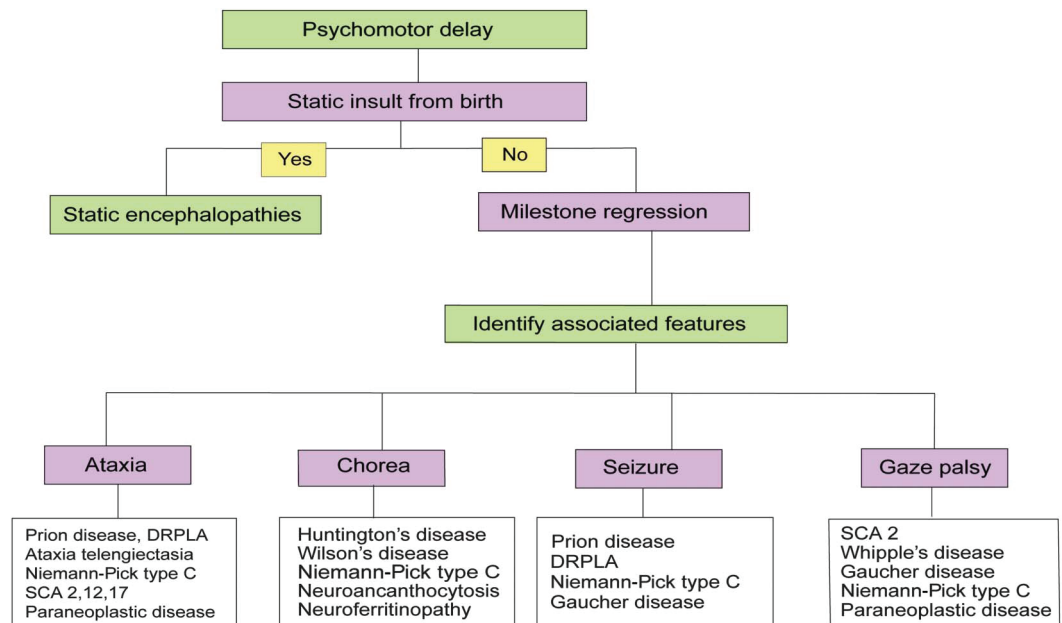 Psychomotor delay
Static insult from birth
Yes
No
Static encephalopathies
Milestone regression
Identify associated features
Ataxia
Chorea
Seizure
Gaze palsy
Prion disease, DRPLA
Ataxia telengiectasia
Niemann-Pick type C
SCA 2,12,17
Paraneoplastic disease
Huntington's disease
Wilson's disease
Niemann-Pick type C
Neuroancanthocytosis
Neuroferritinopathy
Prion disease
DRPLA
Niemann-Pick type C
Gaucher disease
SCA 2
Whipple's disease
Gaucher disease
Niemann-Pick type C
Paraneoplastic disease